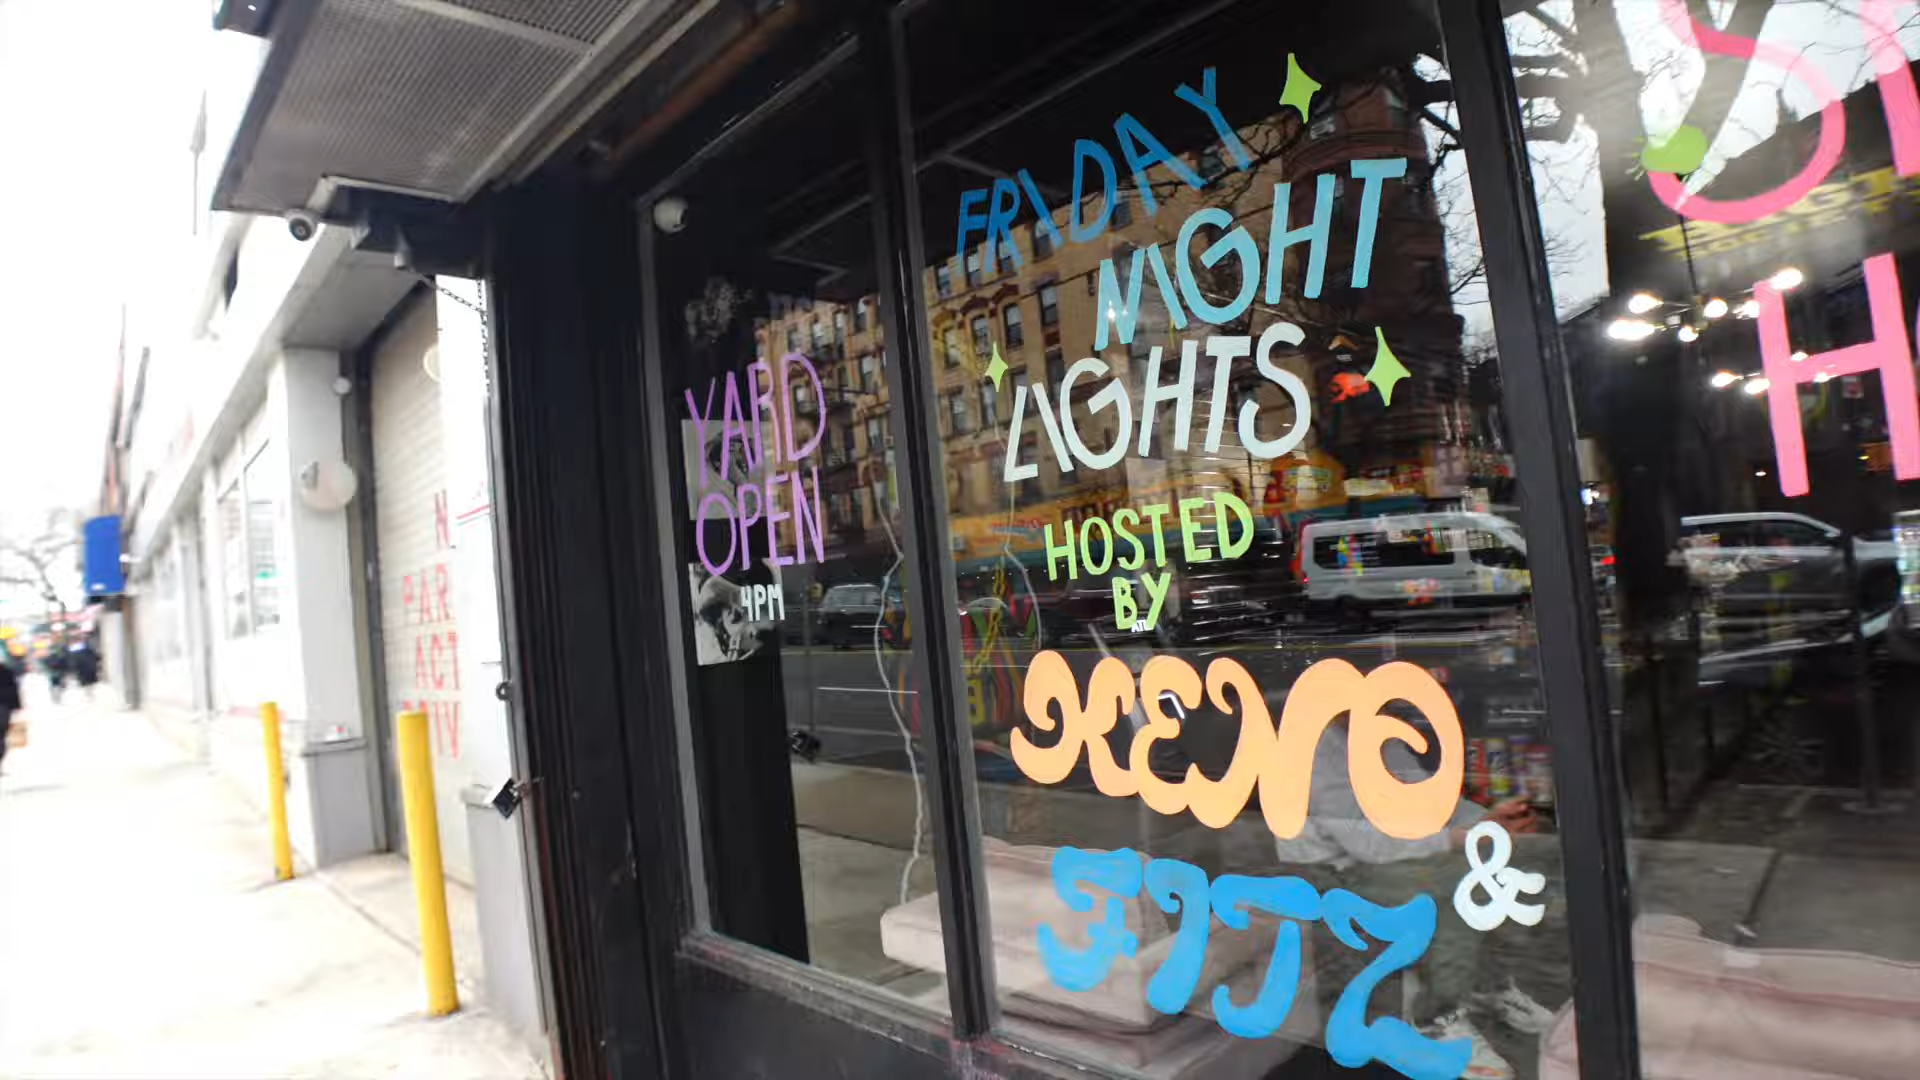 YARD
OPEN
4PM
FRIDAY
NIGHT
LIGHTS
HOSTED
BY
KENO
&
FITZ